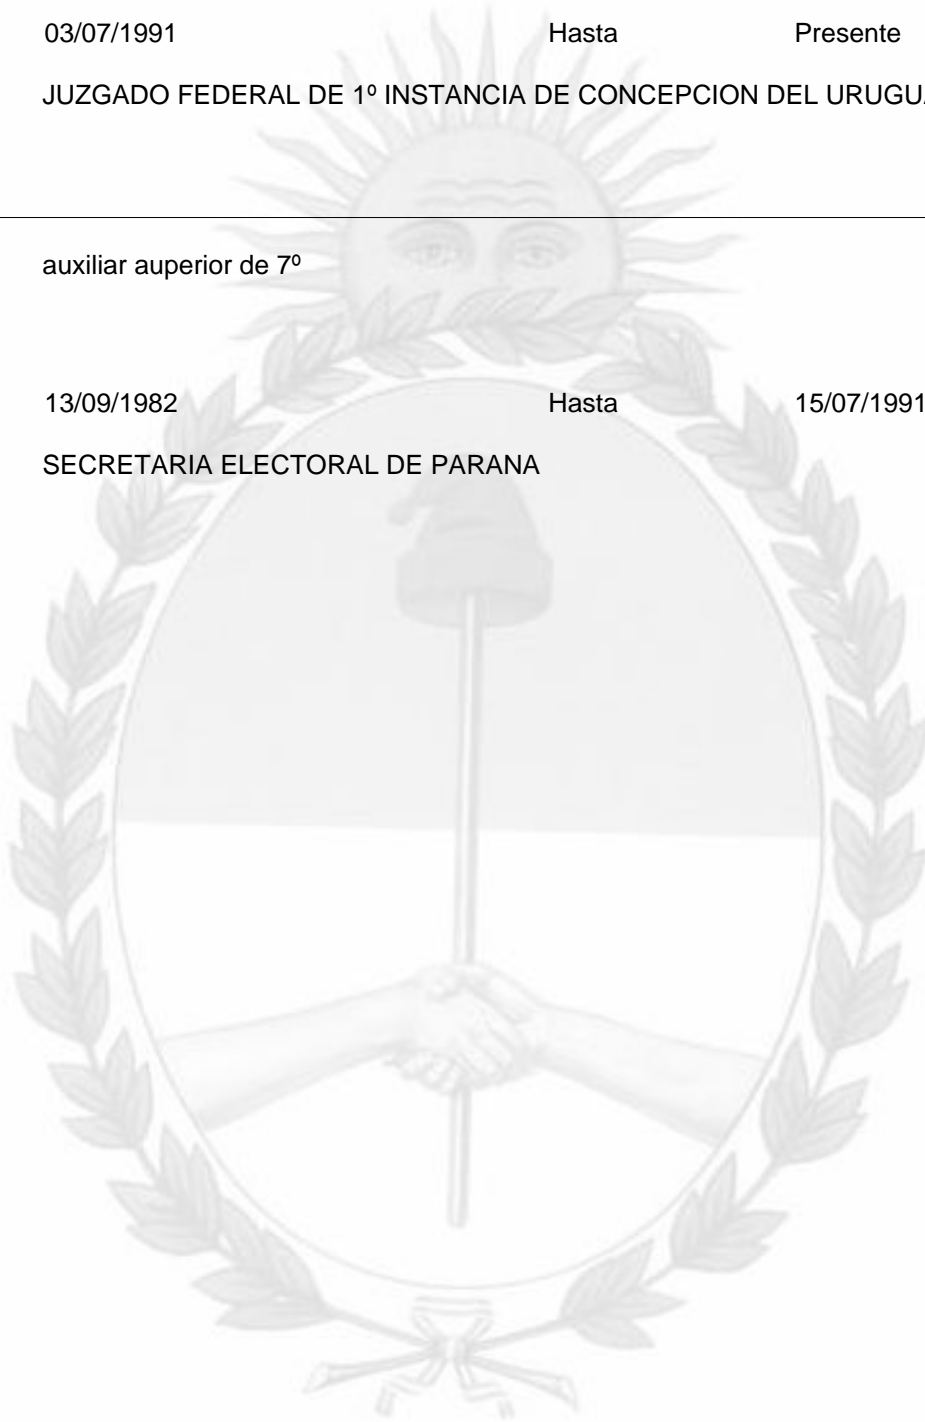 03/07/1991 Hasta Presente
JUZGADO FEDERAL DE 1º INSTANCIA DE CONCEPCION DEL
auxiliar auperior de 7º
13/09/1982 Hasta 15/07/1991
SECRETARIA ELECTORAL DE PARANA